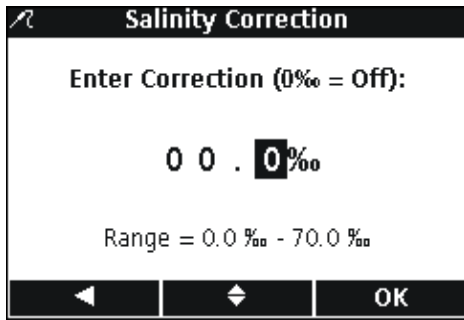 Salinity Correction
Enter Correction (0‰ = Off):
0 0 . 0‰
Range = 0.0 ‰ - 70.0 ‰
OK